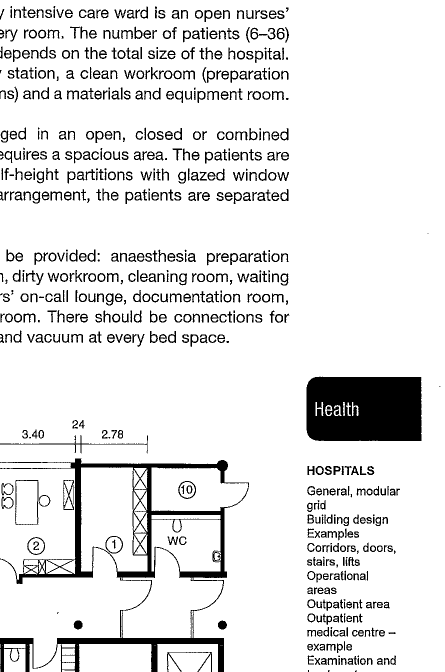 y intensive care ward is an open nurses'
ery room. The number of patients (6–36)
depends on the total size of the hospital.
y station, a clean workroom (preparation
ns) and a materials and equipment room.
ged in an open, closed or combined
equires a spacious area. The patients are
lf-height partitions with glazed window
arrangement, the patients are separated
be provided: anaesthesia preparation
n, dirty workroom, cleaning room, waiting
rs' on-call lounge, documentation room,
room. There should be connections for
and vacuum at every bed space.
Health
24
3.40 2.78
10
2
1
WC
HOSPITALS
General, modular
grid
Building design
Examples
Corridors, doors,
stairs, lifts
Operational
areas
Outpatient area
Outpatient
medical centre –
example
Examination and